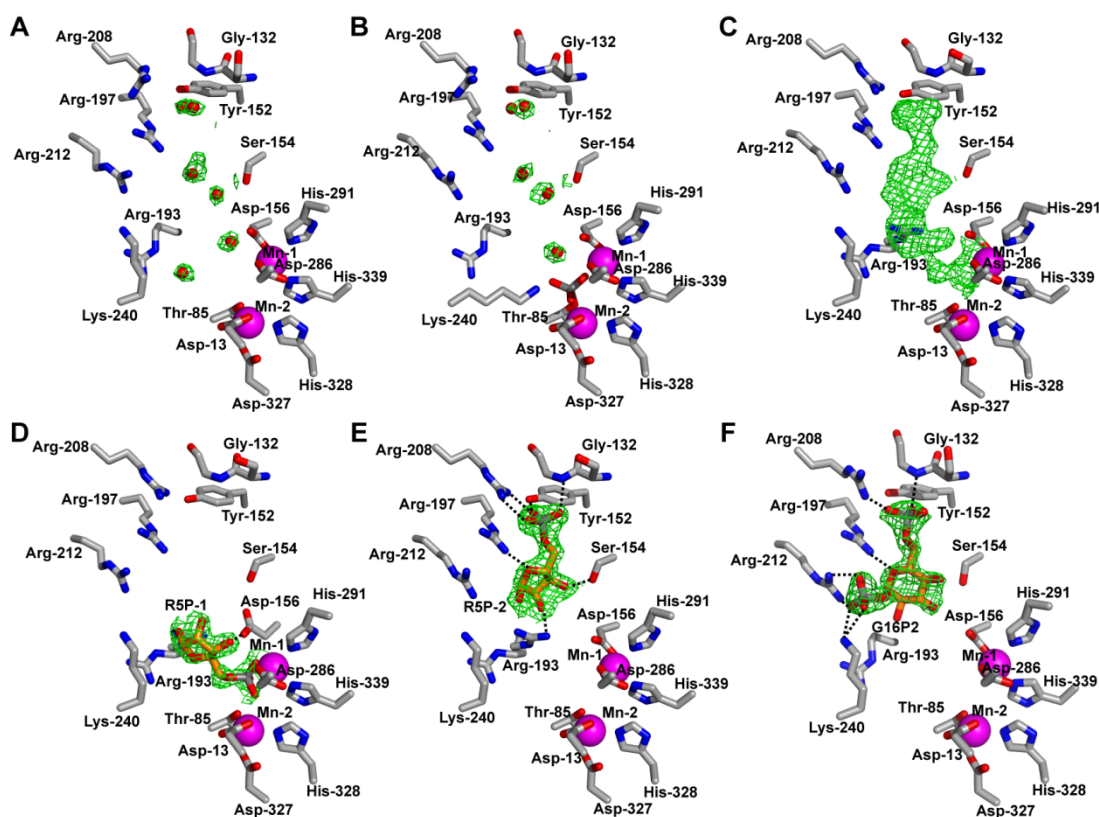 A
Arg-208
Gly-132
Arg-197
Tyr-152
Arg-212
Ser-154
His-291
Asp-156
Arg-193
Mn-1
Asp-286
His-339
Lys-240
Thr-85
Mn-2
Asp-13
His-328
Asp-327
B
Arg-208
Gly-132
Arg-197
Tyr-152
Arg-212
Ser-154
His-291
Asp-156
Arg-193
Mn-1
Asp-286
His-339
Lys-240
Thr-85
Mn-2
Asp-13
His-328
Asp-327
C
Arg-208
Gly-132
Arg-197
Tyr-152
Arg-212
Ser-154
Asp-156
His-291
Mn-1
Arg-193
Asp-286
His-339
Lys-240
Thr-85
Mn-2
Asp-13
His-328
Asp-327
D
Arg-208
Gly-132
Arg-197
Tyr-152
Arg-212
Ser-154
R5P-1
Asp-156
His-291
Mn-1
Arg-193
Asp-286
His-339
Lys-240
Thr-85
Mn-2
Asp-13
His-328
Asp-327
E
Arg-208
Gly-132
Arg-197
Tyr-152
Arg-212
Ser-154
R5P-2
Asp-156
His-291
Mn-1
Arg-193
Asp-286
His-339
Lys-240
Thr-85
Mn-2
Asp-13
His-328
Asp-327
F
Arg-208
Gly-132
Arg-197
Tyr-152
Arg-212
Ser-154
His-291
G16P2
Asp-156
Arg-193
Mn-1
Asp-286
His-339
Lys-240
Thr-85
Mn-2
Asp-13
His-328
Asp-327